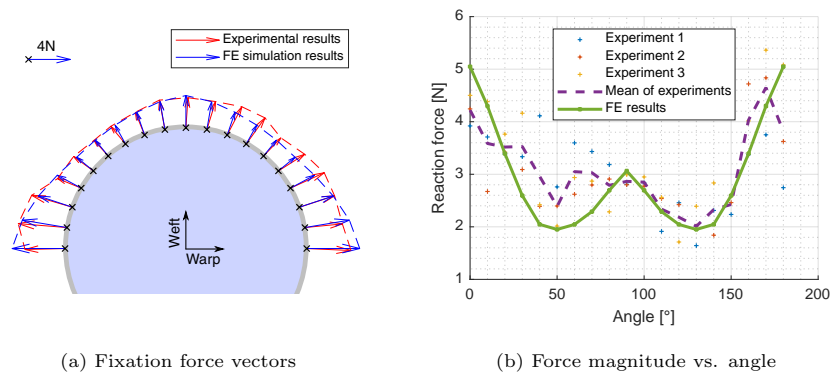 4N
Experimental results
FE simulation results
Weft
Warp
(a) Fixation force vectors
Reaction force [N]
6
5
4
3
2
1
Experiment 1
Experiment 2
Experiment 3
Mean of experiments
FE results
0 50 100 150 200
Angle [°]
(b) Force magnitude vs. angle